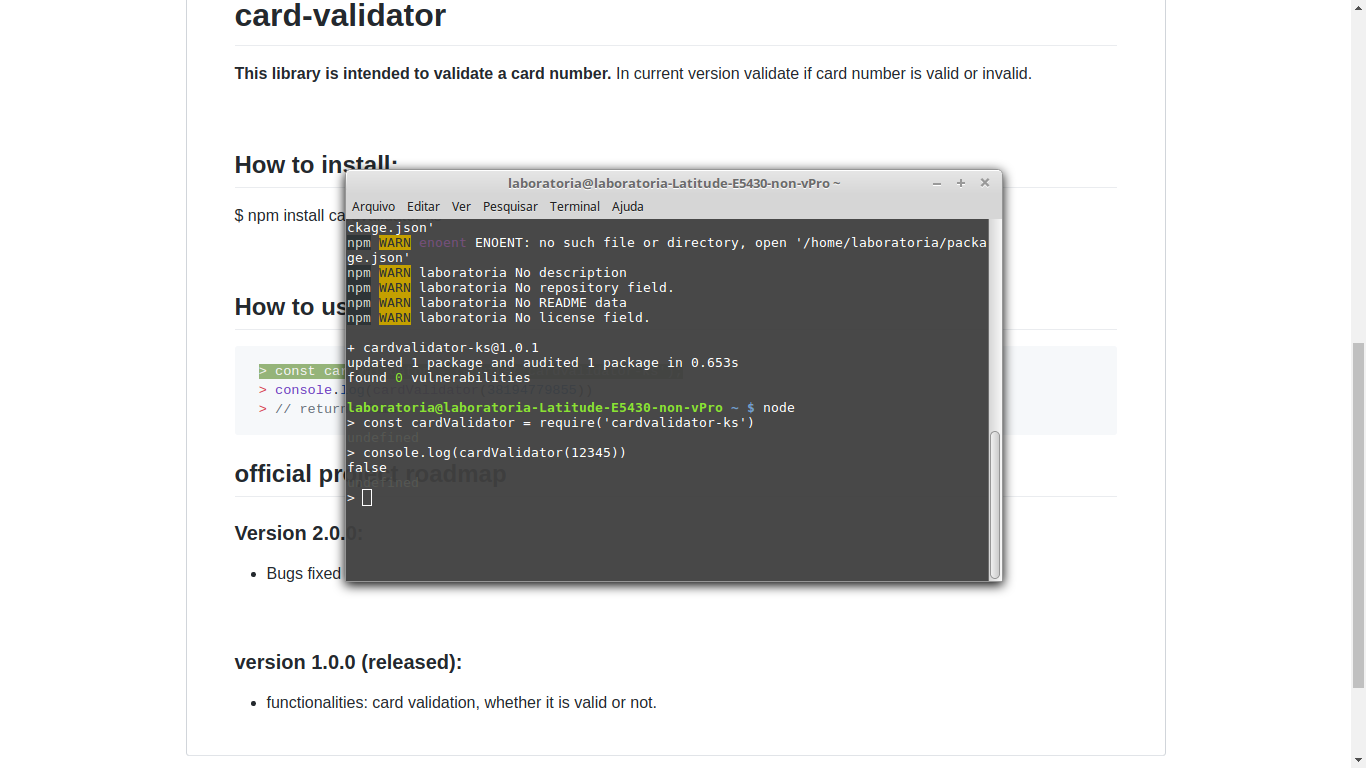 card-validator
This library is intended to validate a card number. In current version validate if card number is valid or invalid.
How to install:
$ npm install ca
How to us
> const car
> console.log(cardValidator(
> // return
official project roadmap
Version 2.0.0:
Bugs fixed
version 1.0.0 (released):
functionalities: card validation, whether it is valid or not.
laboratoria@laboratoria-Latitude-E5430-non-vPro ~
Arquivo Editar Ver Pesquisar Terminal Ajuda
ckage.json'
npm WARN enoent ENOENT: no such file or directory, open '/home/laboratoria/packa
ge.json'
npm WARN laboratoria No description
npm WARN laboratoria No repository field.
npm WARN laboratoria No README data
npm WARN laboratoria No license field.
+ cardvalidator-ks@1.0.1
updated 1 package and audited 1 package in 0.653s
found 0 vulnerabilities
laboratoria@laboratoria-Latitude-E5430-non-vPro ~ $ node
> const cardValidator = require('cardvalidator-ks')
undefined
> console.log(cardValidator(12345))
false
undefined
>